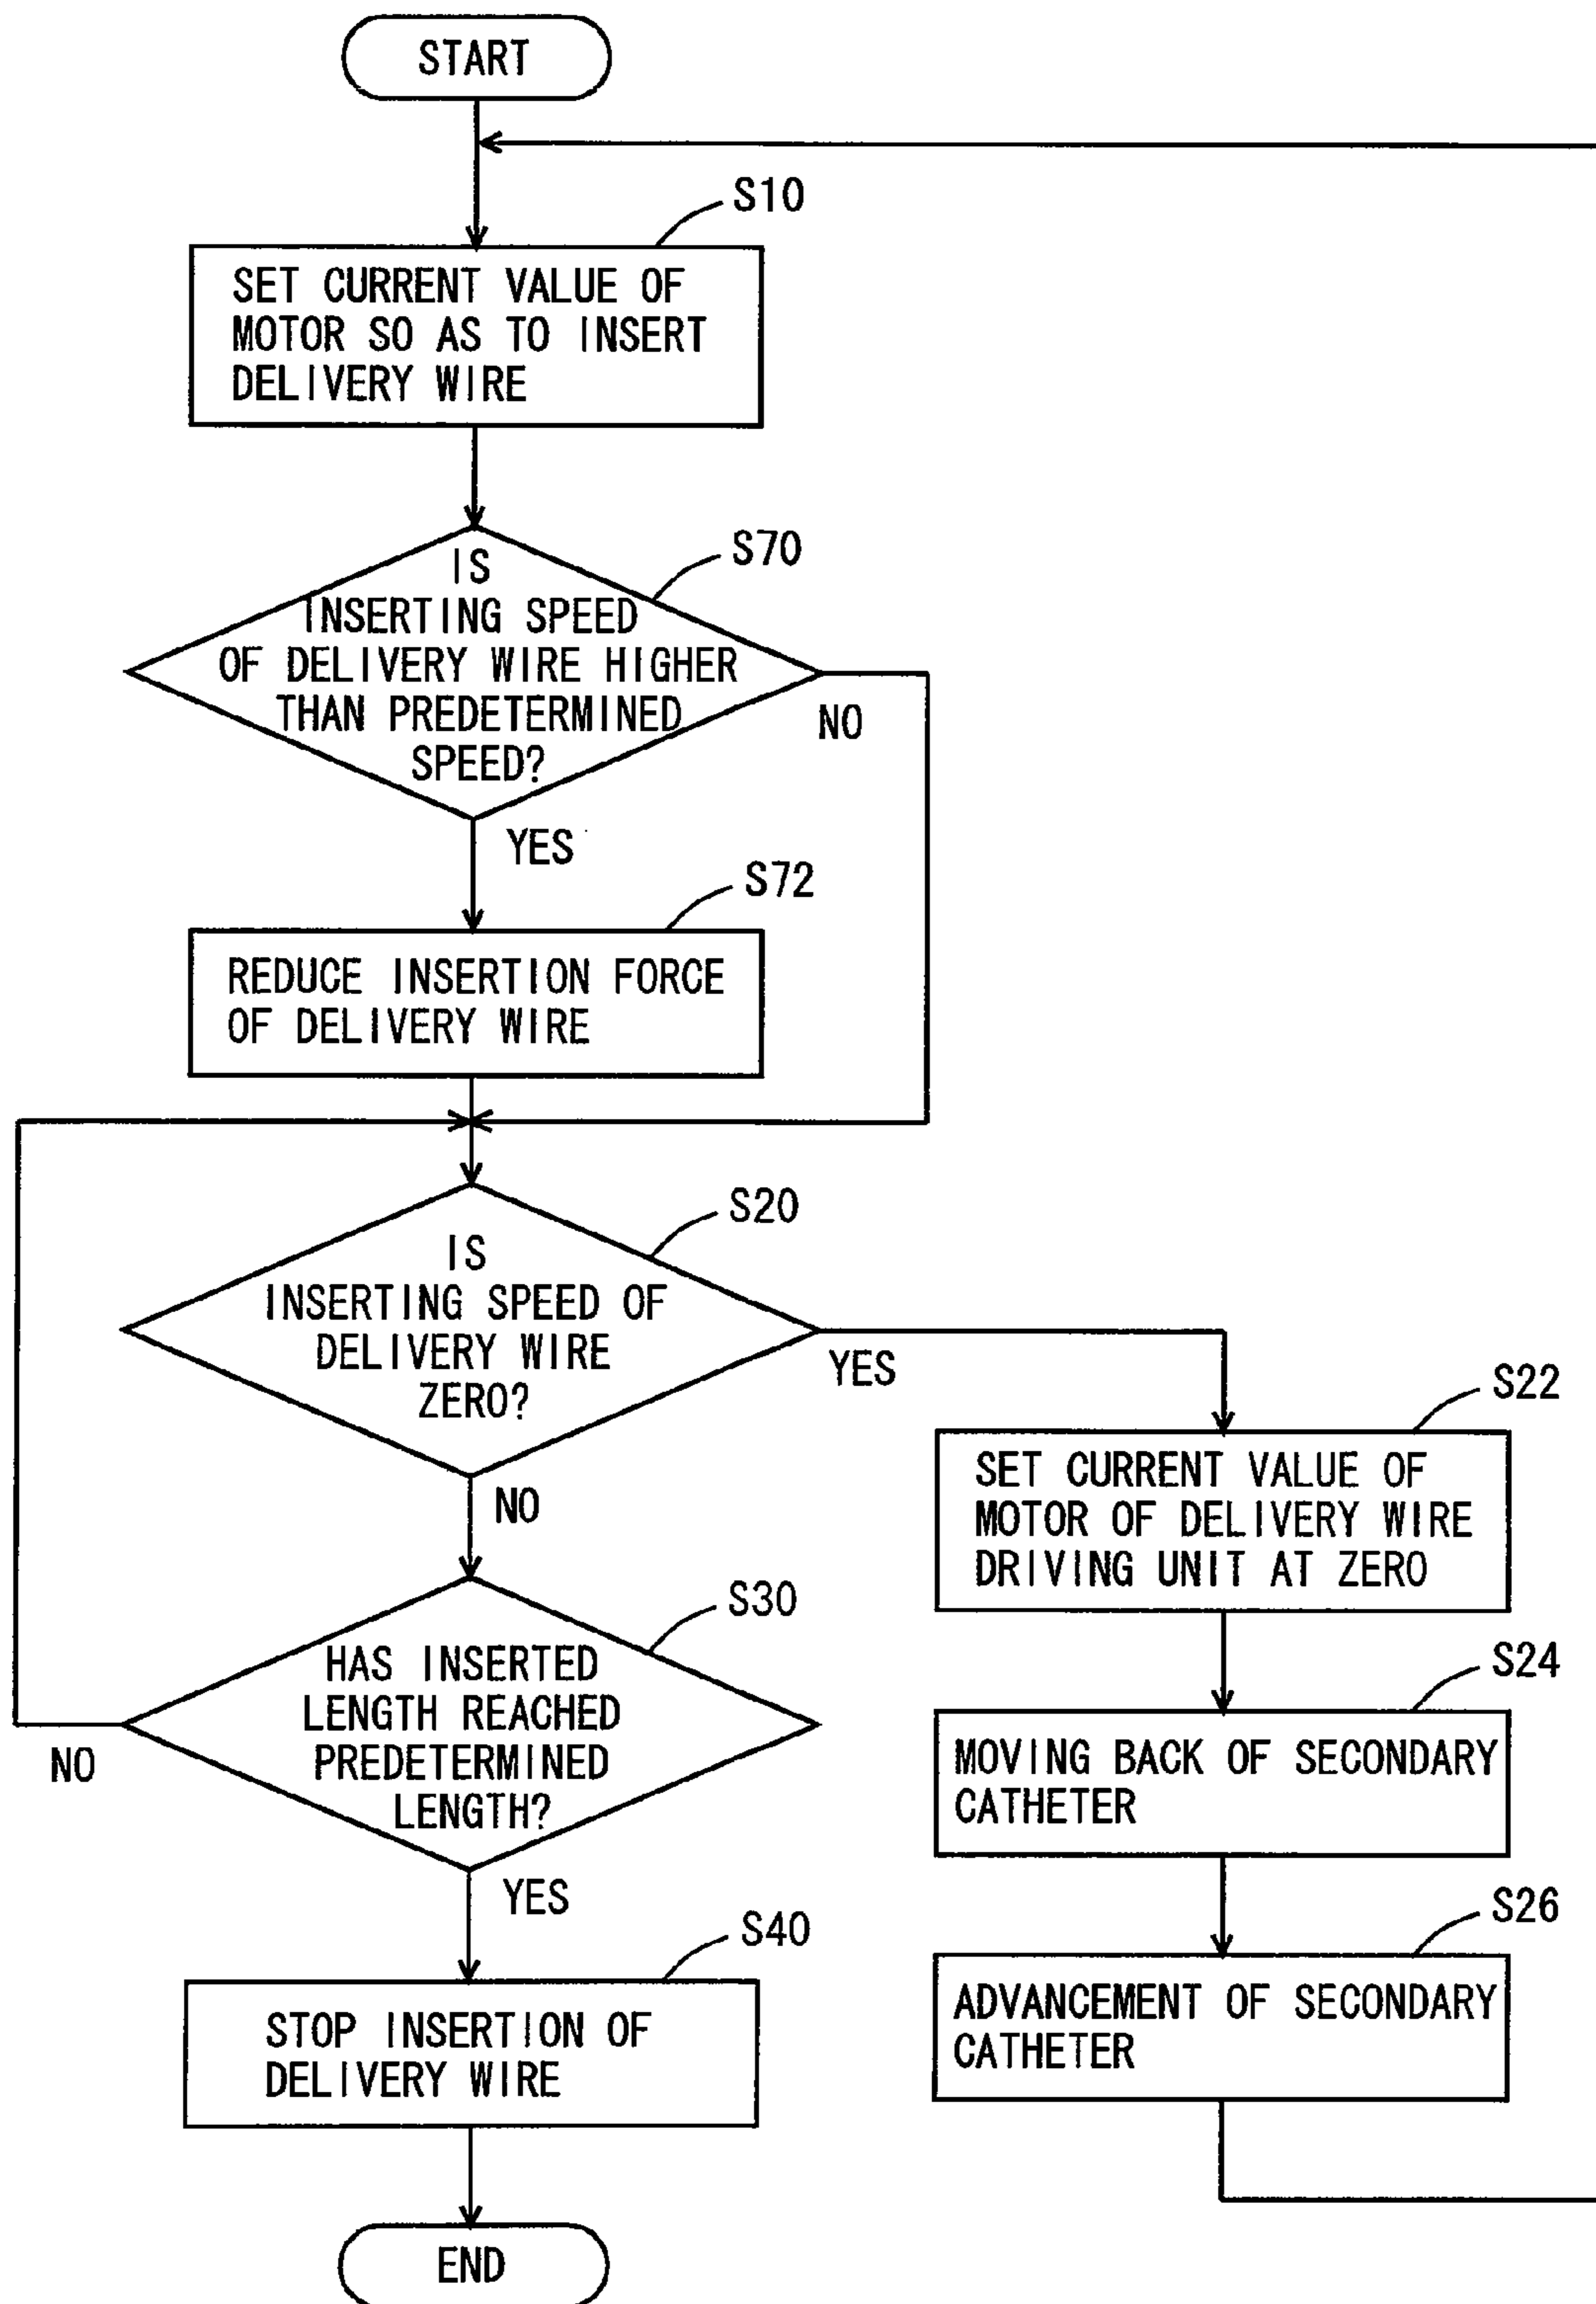 START
S10
SET CURRENT VALUE OF
MOTOR SO AS TO INSERT
DELIVERY WIRE
S70
IS
INSERTING SPEED
OF DELIVERY WIRE HIGHER
THAN PREDETERMINED
SPEED?
NO
YES
S72
REDUCE INSERTION FORCE
OF DELIVERY WIRE
S20
IS
INSERTING SPEED OF
DELIVERY WIRE
ZERO?
YES
NO
S22
SET CURRENT VALUE OF
MOTOR OF DELIVERY WIRE
DRIVING UNIT AT ZERO
S30
HAS INSERTED
LENGTH REACHED
PREDETERMINED
LENGTH?
NO
YES
S24
MOVING BACK OF SECONDARY
CATHETER
S26
ADVANCEMENT OF SECONDARY
CATHETER
S40
STOP INSERTION OF
DELIVERY WIRE
END